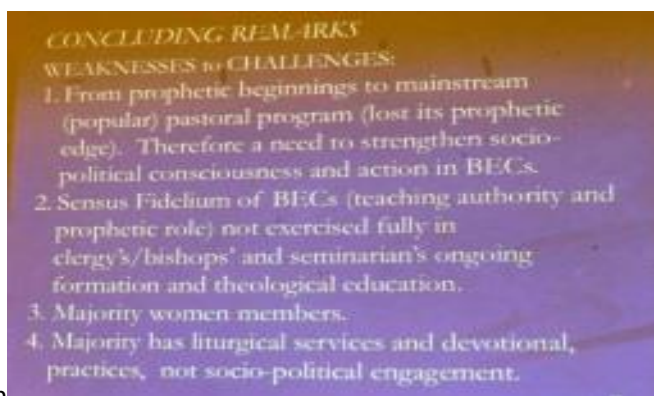 CONCLUDING REMARKS
WEAKNESSES to CHALLENGES:
1. From prophetic beginnings to mainstream
(popular) pastoral program (lost its prophetic
edge). Therefore a need to strengthen socio-
political consciousness and action in BECs.
2. Sensus Fidelium of BECs (teaching authority and
prophetic role) not exercised fully in
clergy's/bishops' and seminarian's ongoing
formation and theological education.
3. Majority women members.
4. Majority has liturgical services and devotional,
practices, not socio-political engagement.